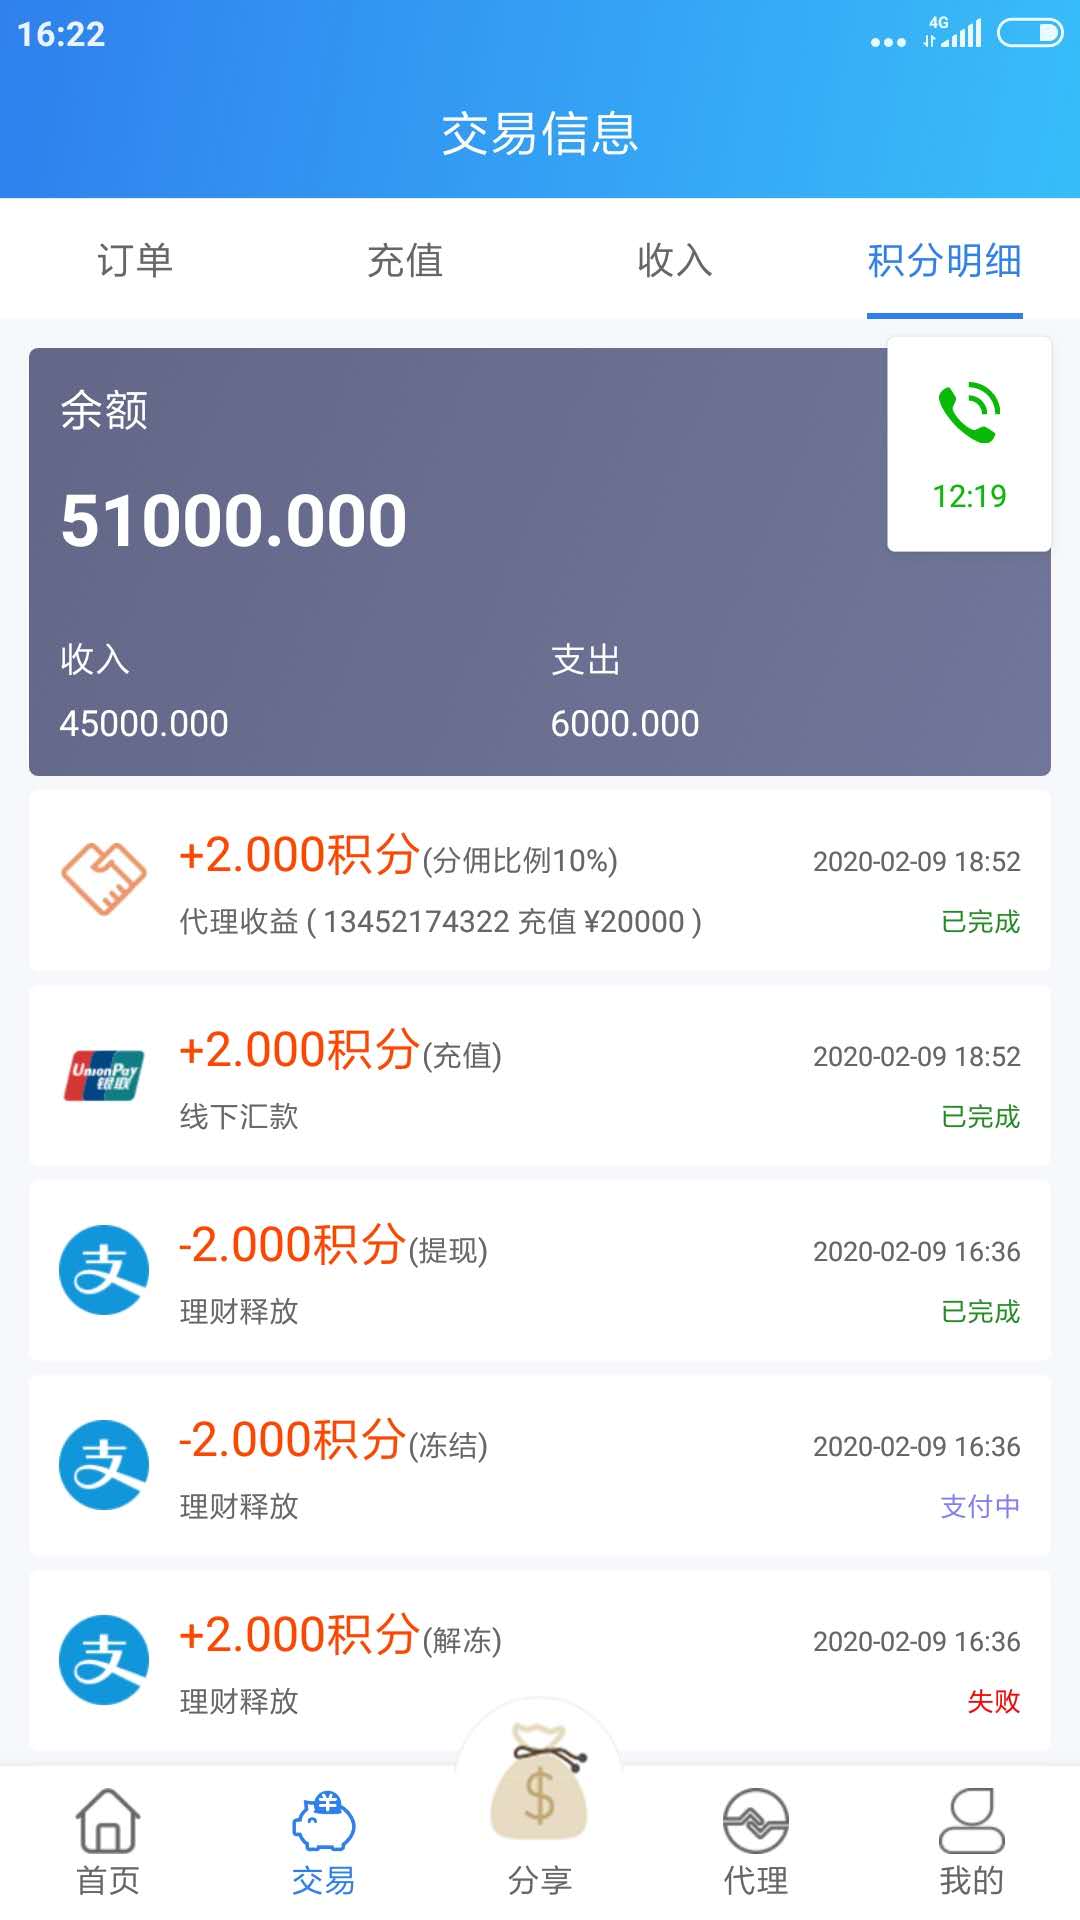 16:22
4G
交易信息
订单 充值 收入 积分明细
余额
12:19
51000.000
收入 支出
45000.000 6000.000
+2.000积分(分佣比例10%) 2020-02-09 18:52
代理收益 ( 13452174322 充值 ¥20000 ) 已完成
+2.000积分(充值) 2020-02-09 18:52
UnionPay
银联
线下汇款 已完成
-2.000积分(提现) 2020-02-09 16:36
支
理财释放 已完成
-2.000积分(冻结) 2020-02-09 16:36
支
理财释放 支付中
+2.000积分(解冻) 2020-02-09 16:36
支
理财释放 失败
¥
$
首页 交易 分享 代理 我的